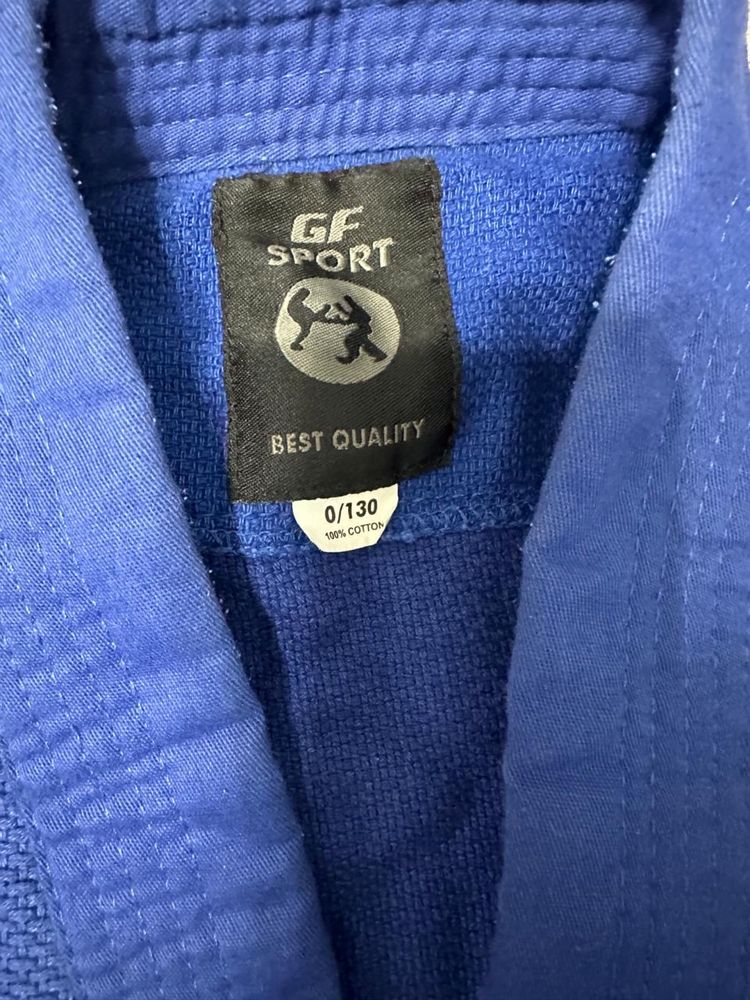 GF
SPORT
BEST QUALITY
0/130
100% COTTON